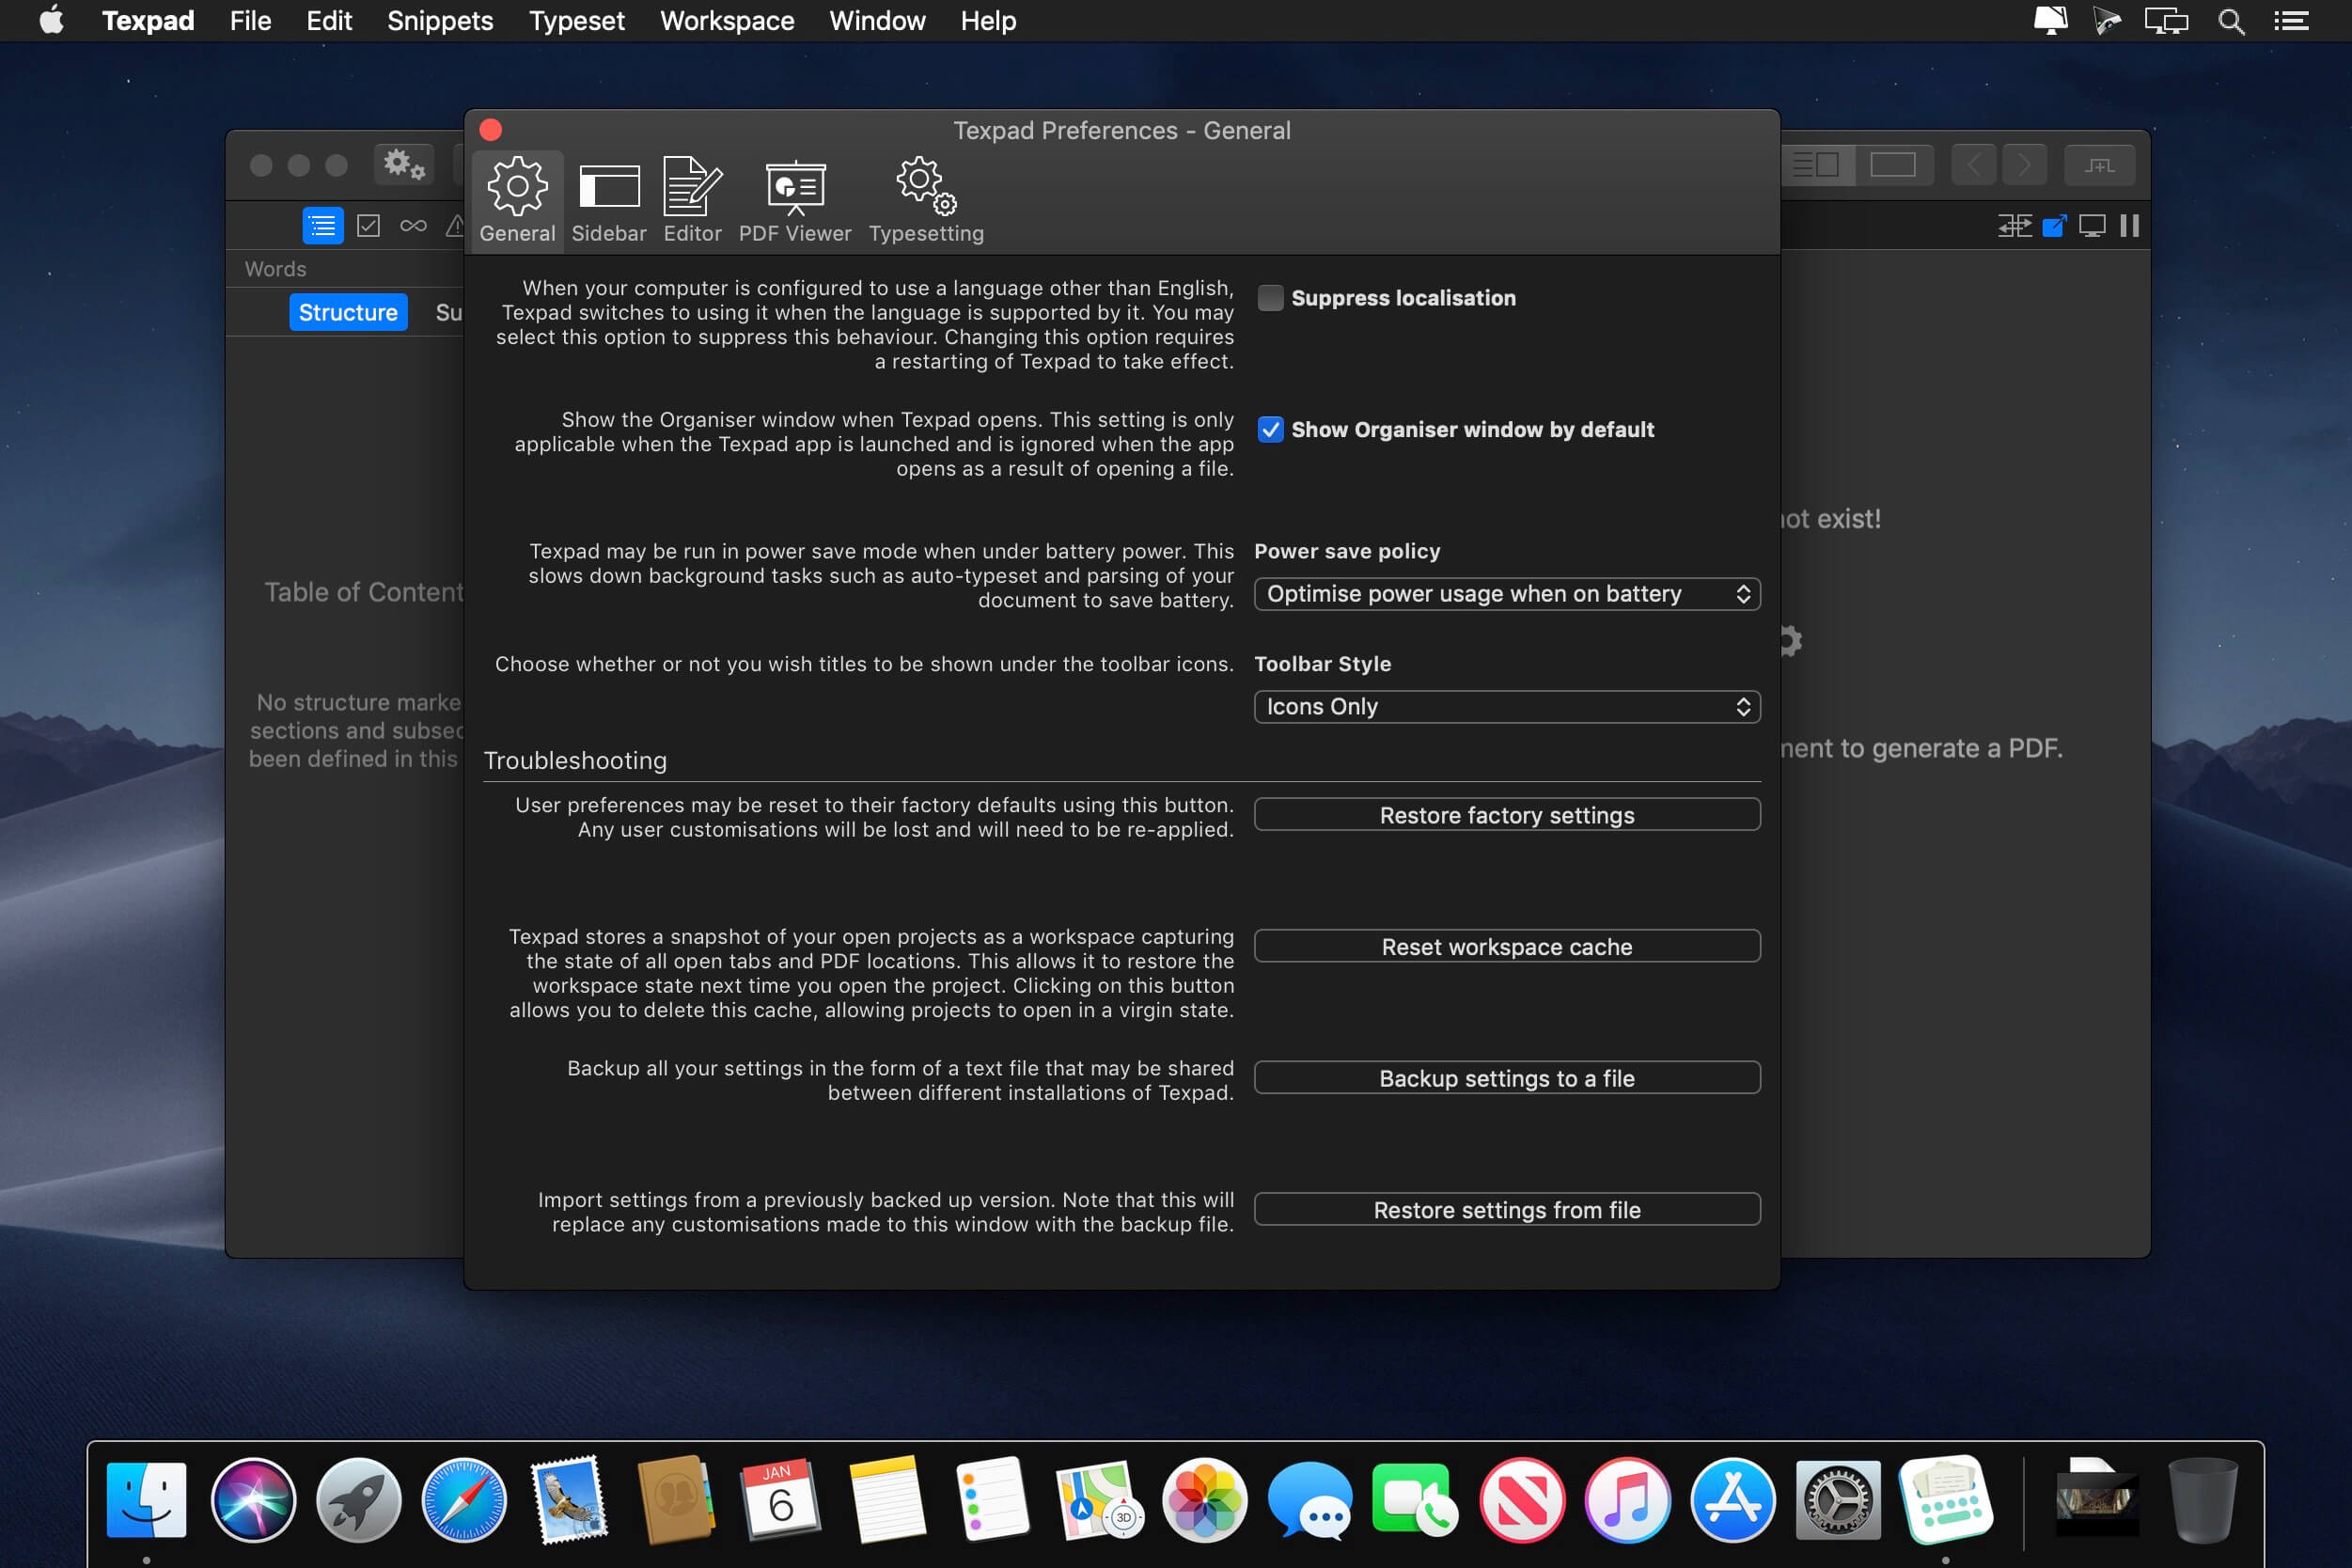 Texpad File Edit Snippets Typeset Workspace Window Help
Texpad Preferences - General
General Sidebar Editor PDF Viewer Typesetting
Words
Structure Su
Table of Content
No structure marke
sections and subsec
been defined in this
When your computer is configured to use a language other than English,
Texpad switches to using it when the language is supported by it. You may
select this option to suppress this behaviour. Changing this option requires
a restarting of Texpad to take effect.
Suppress localisation
Show the Organiser window when Texpad opens. This setting is only
applicable when the Texpad app is launched and is ignored when the app
opens as a result of opening a file.
Show Organiser window by default
Texpad may be run in power save mode when under battery power. This
slows down background tasks such as auto-typeset and parsing of your
document to save battery.
Power save policy
Optimise power usage when on battery
Choose whether or not you wish titles to be shown under the toolbar icons.
Toolbar Style
Icons Only
Troubleshooting
User preferences may be reset to their factory defaults using this button.
Any user customisations will be lost and will need to be re-applied.
Restore factory settings
Texpad stores a snapshot of your open projects as a workspace capturing
the state of all open tabs and PDF locations. This allows it to restore the
workspace state next time you open the project. Clicking on this button
allows you to delete this cache, allowing projects to open in a virgin state.
Reset workspace cache
Backup all your settings in the form of a text file that may be shared
between different installations of Texpad.
Backup settings to a file
Import settings from a previously backed up version. Note that this will
replace any customisations made to this window with the backup file.
Restore settings from file
not exist!
ment to generate a PDF.
JAN
6
3D